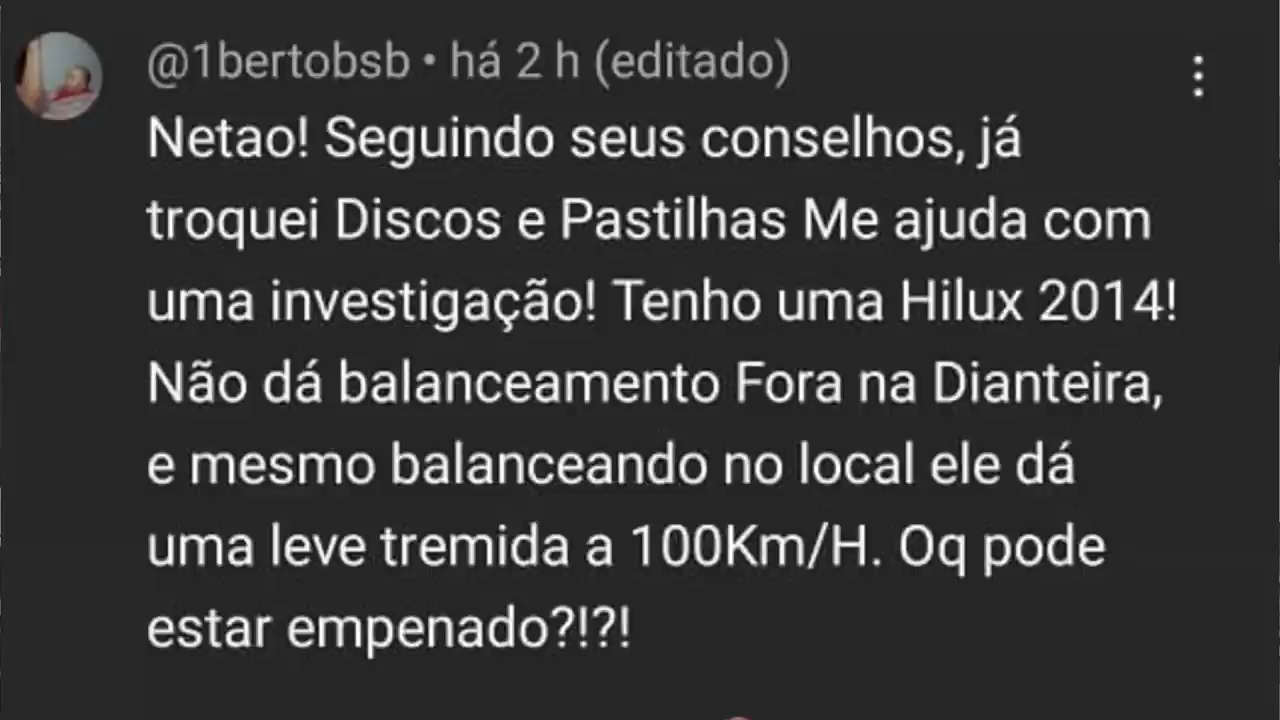 @1bertobsb • há 2 h (editado)
Netao! Seguindo seus conselhos, já
troquei Discos e Pastilhas Me ajuda com
uma investigação! Tenho uma Hilux 2014!
Não dá balanceamento Fora na Dianteira,
e mesmo balanceando no local ele dá
uma leve tremida a 100Km/H. Oq pode
estar empenado?!?!